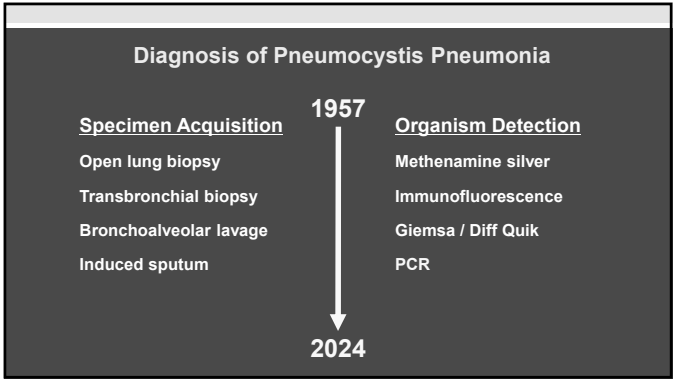 Diagnosis of Pneumocystis Pneumonia
1957
Specimen Acquisition
Open lung biopsy
Transbronchial biopsy
Bronchoalveolar lavage
Induced sputum
Organism Detection
Methenamine silver
Immunofluorescence
Giemsa / Diff Quik
PCR
2024